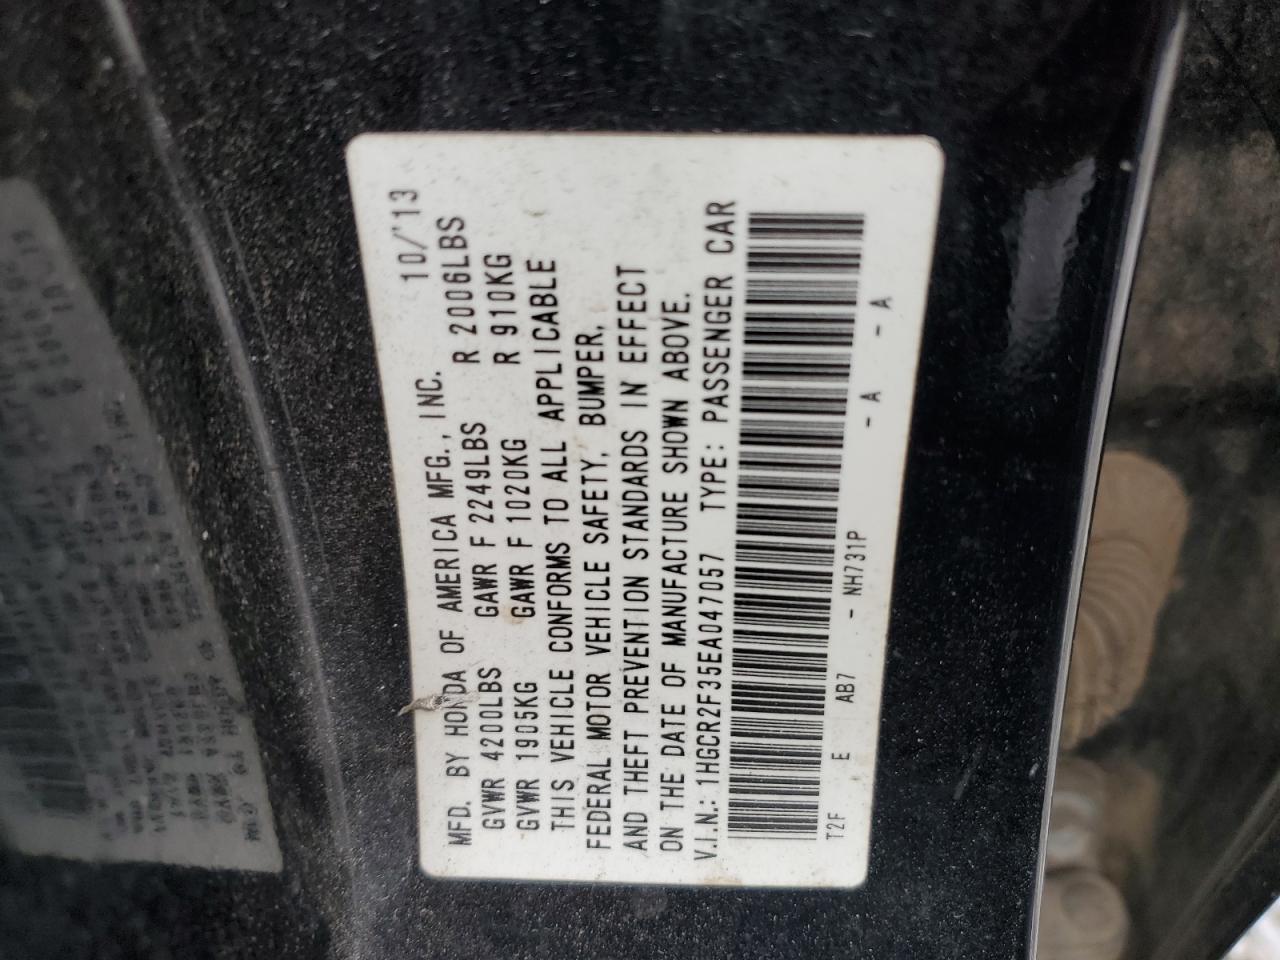 MFD. BY HONDA OF AMERICA MFG., INC. 10/'13
GVWR 4200LBS GAWR F 2249LBS R 2006LBS
GVWR 1905KG GAWR F 1020KG R 910KG
THIS VEHICLE CONFORMS TO ALL APPLICABLE
FEDERAL MOTOR VEHICLE SAFETY, BUMPER,
AND THEFT PREVENTION STANDARDS IN EFFECT
ON THE DATE OF MANUFACTURE SHOWN ABOVE.
V.I.N.: 1HGCR2F35EA047057 TYPE: PASSENGER CAR
T2F E AB7 - NH731P - A - A - A